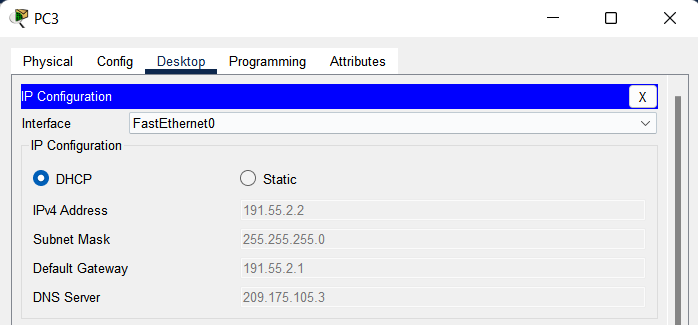 PC3
Physical Config Desktop Programming Attributes
IP Configuration X
Interface FastEthernet0
IP Configuration
DHCP Static
IPv4 Address 191.55.2.2
Subnet Mask 255.255.255.0
Default Gateway 191.55.2.1
DNS Server 209.175.105.3